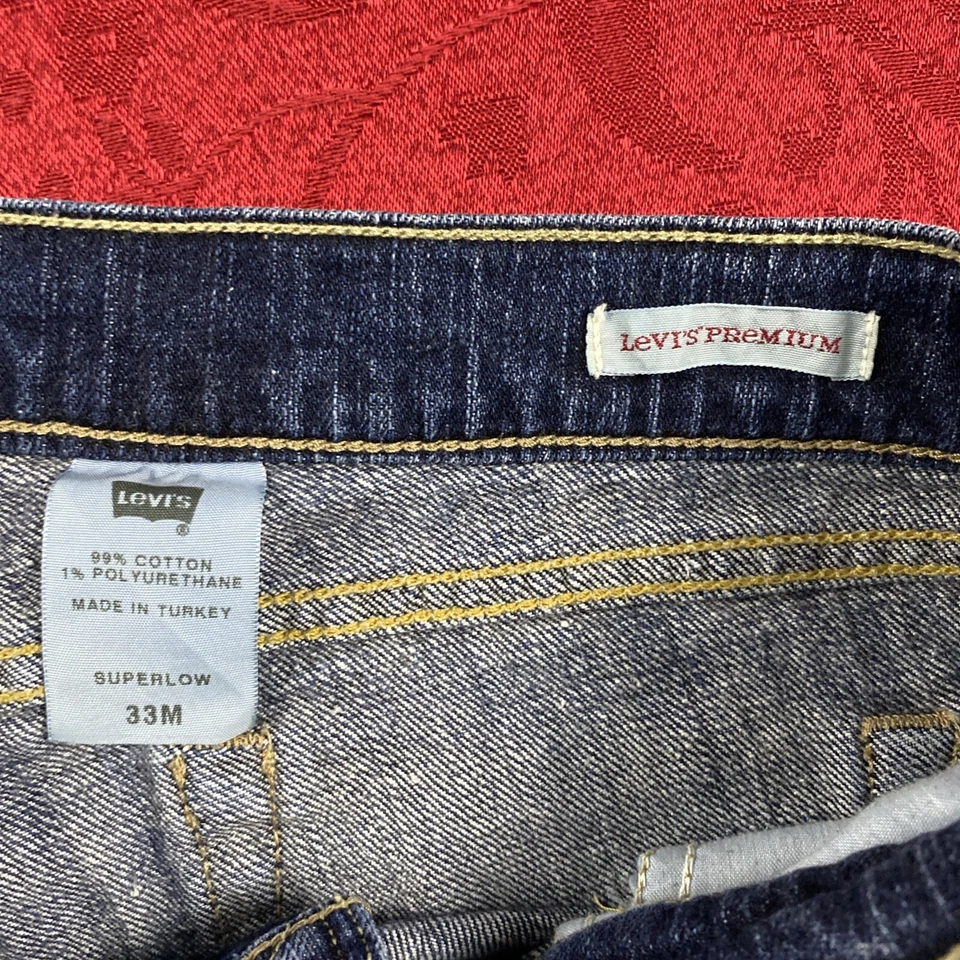 LeVI'S® PReMIUM
Levi's
®
99% COTTON
1% POLYURETHANE
MADE IN TURKEY
SUPERLOW
33M